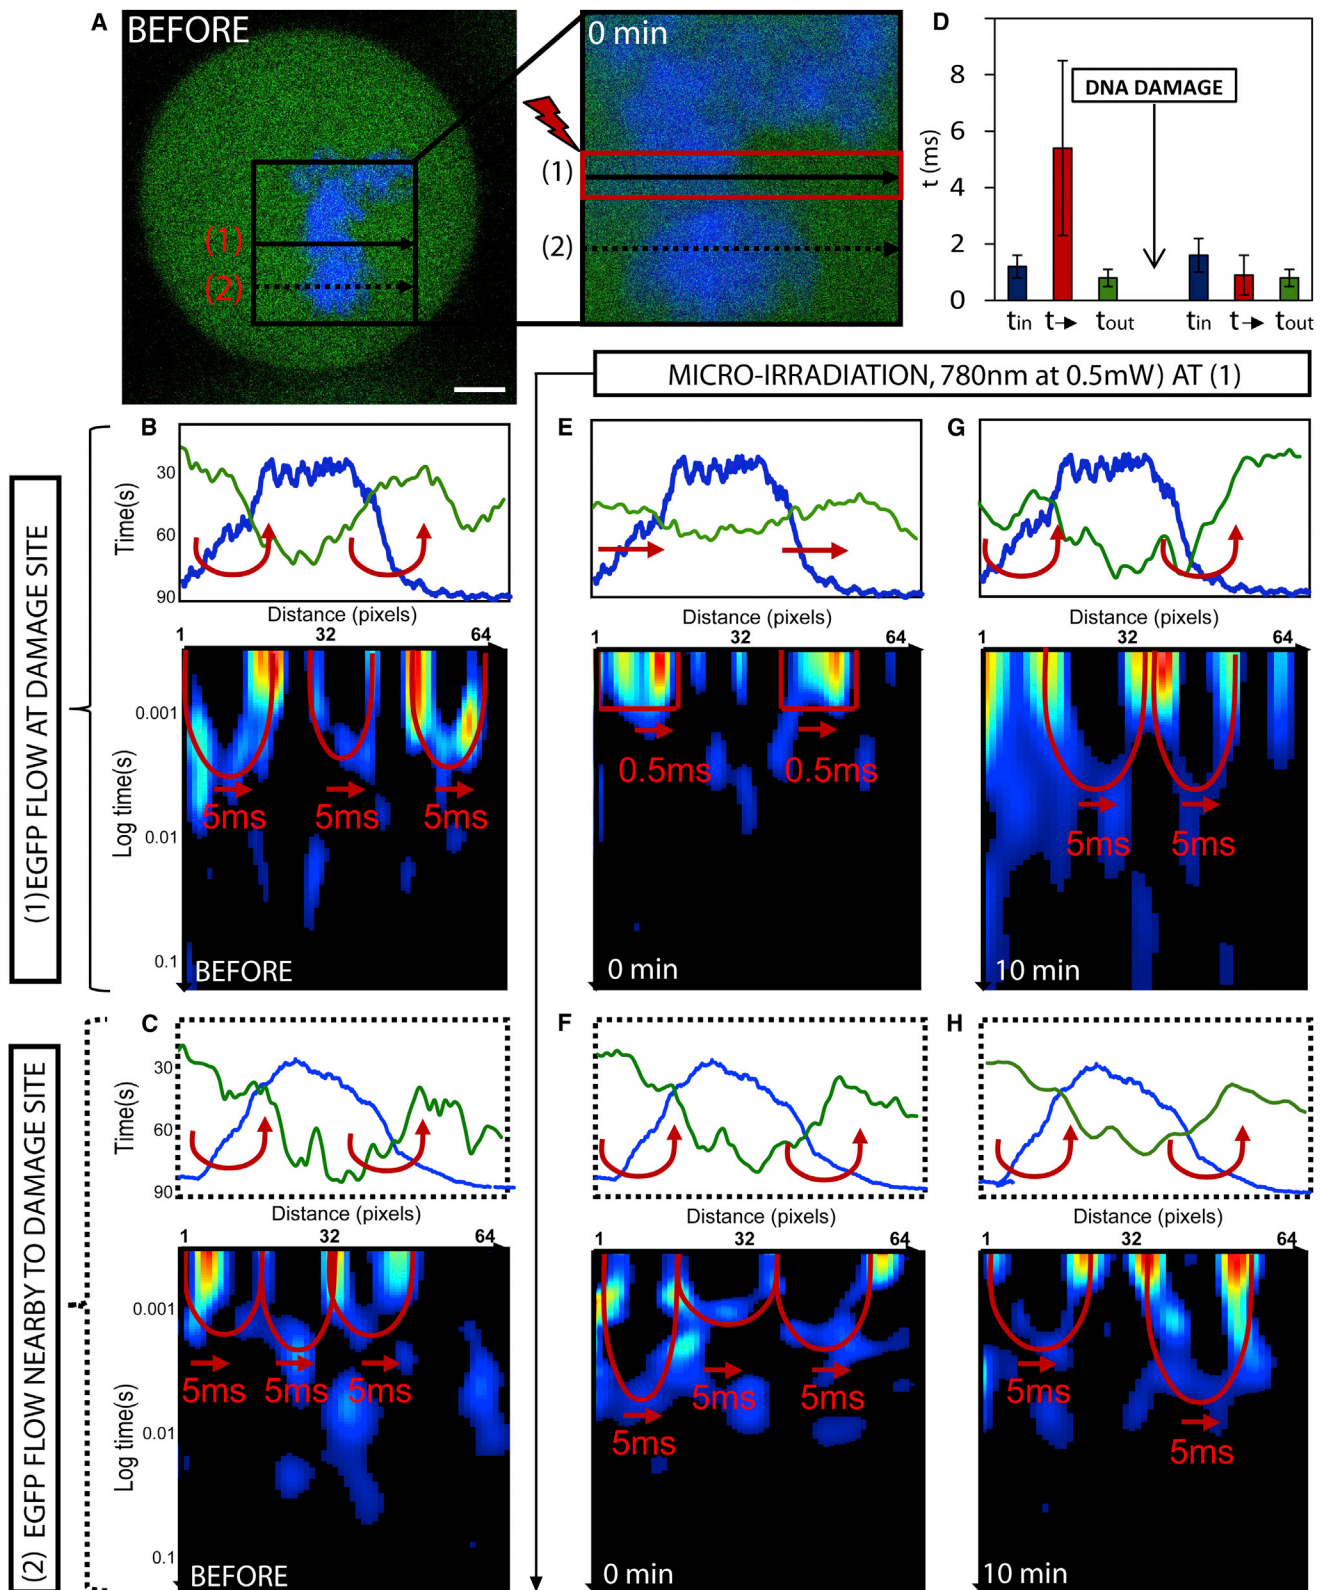 A
BEFORE
(1)
(2)
0 min
(1)
(2)
D
t (ms)
8
6
4
2
0
DNA DAMAGE
tin
t→
tout
tin
t→
tout
MICRO-IRRADIATION, 780nm at 0.5mW) AT (1)
(1)EGFP FLOW AT DAMAGE SITE
B
Time(s)
30
60
90
Distance (pixels)
1
32
64
Log time(s)
0.001
0.01
0.1
5ms
5ms
5ms
BEFORE
E
Distance (pixels)
1
32
64
0.5ms
0.5ms
0 min
G
Distance (pixels)
1
32
64
5ms
5ms
10 min
(2) EGFP FLOW NEARBY TO DAMAGE SITE
C
Time(s)
30
60
90
Distance (pixels)
1
32
64
Log time(s)
0.001
0.01
0.1
5ms
5ms
5ms
BEFORE
F
Distance (pixels)
1
32
64
5ms
5ms
5ms
0 min
H
Distance (pixels)
1
32
64
5ms
5ms
10 min